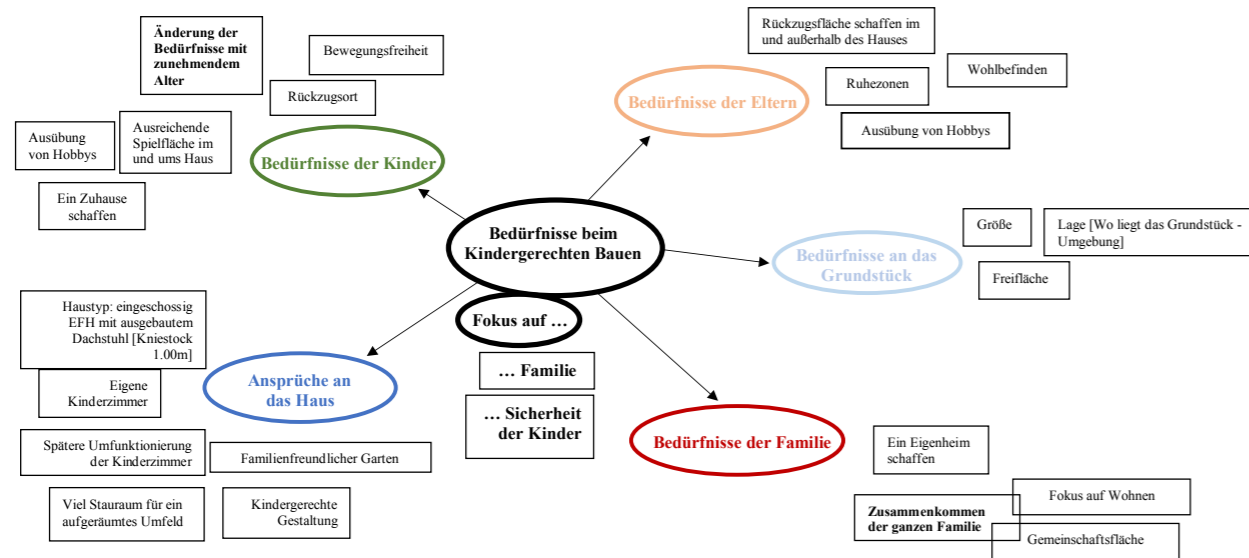 Änderung der
Bedürfnisse mit
zunehmendem
Alter
Bewegungsfreiheit
Rückzugsort
Ausübung
von Hobbys
Ausreichende
Spielfläche im
und ums Haus
Ein Zuhause
schaffen
Bedürfnisse der Kinder
Rückzugsfläche schaffen im
und außerhalb des Hauses
Wohlbefinden
Ruhezonen
Ausübung von Hobbys
Bedürfnisse der Eltern
Bedürfnisse beim
Kindergerechten Bauen
Fokus auf …
… Familie
… Sicherheit
der Kinder
Bedürfnisse an das
Grundstück
Größe
Lage [Wo liegt das Grundstück -
Umgebung]
Freifläche
Haustyp: eingeschossig
EFH mit ausgebautem
Dachstuhl [Kniestock
1.00m]
Eigene
Kinderzimmer
Ansprüche an
das Haus
Spätere Umfunktionierung
der Kinderzimmer
Familienfreundlicher Garten
Viel Stauraum für ein
aufgeräumtes Umfeld
Kindergerechte
Gestaltung
Bedürfnisse der Familie
Ein Eigenheim
schaffen
Zusammenkommen
der ganzen Familie
Fokus auf Wohnen
Gemeinschaftsfläche